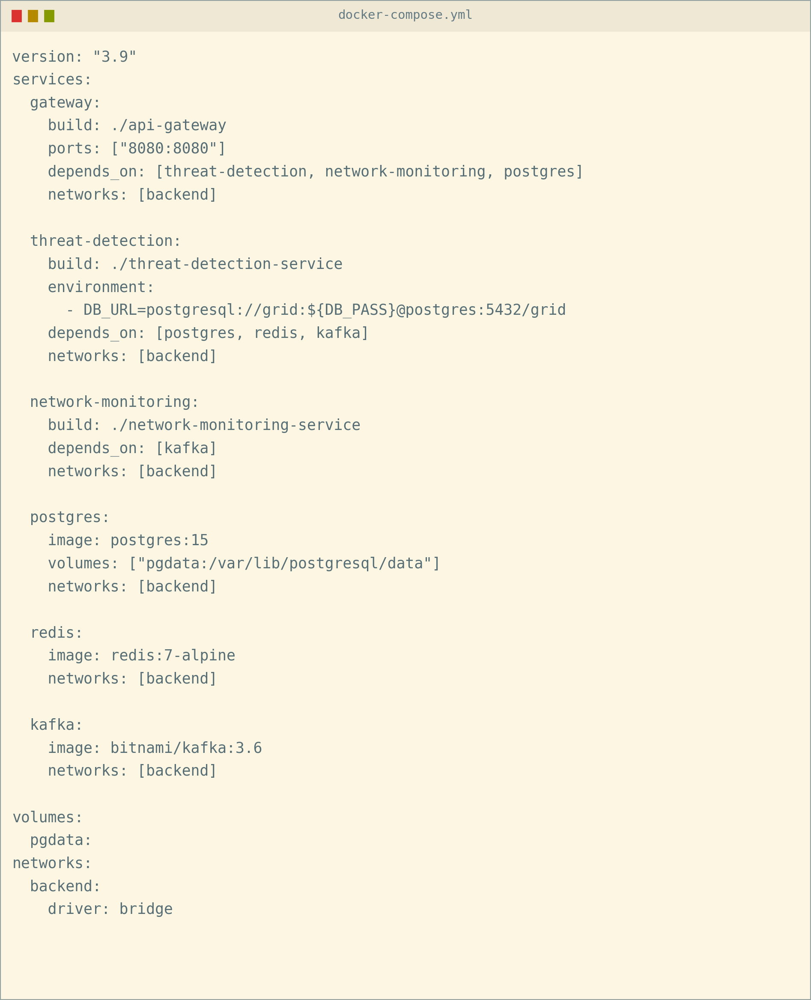 docker-compose.yml
version: "3.9"
services:
  gateway:
    build: ./api-gateway
    ports: ["8080:8080"]
    depends_on: [threat-detection, network-monitoring, postgres]
    networks: [backend]

  threat-detection:
    build: ./threat-detection-service
    environment:
      - DB_URL=postgresql://grid:${DB_PASS}@postgres:5432/grid
    depends_on: [postgres, redis, kafka]
    networks: [backend]

  network-monitoring:
    build: ./network-monitoring-service
    depends_on: [kafka]
    networks: [backend]

  postgres:
    image: postgres:15
    volumes: ["pgdata:/var/lib/postgresql/data"]
    networks: [backend]

  redis:
    image: redis:7-alpine
    networks: [backend]

  kafka:
    image: bitnami/kafka:3.6
    networks: [backend]

volumes:
  pgdata:
networks:
  backend:
    driver: bridge